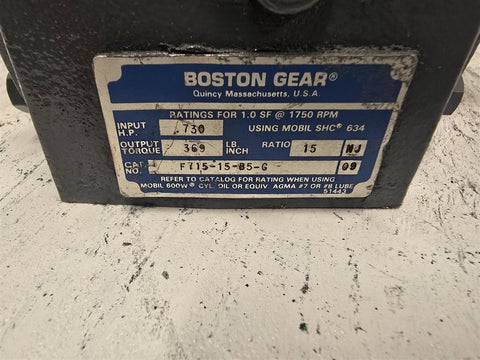 BOSTON GEAR®
Quincy Massachusetts, U.S.A.
RATINGS FOR 1.0 SF @ 1750 RPM
INPUT H.P. .730 USING MOBIL SHC® 634
OUTPUT TORQUE 369 LB. INCH RATIO 15 MJ
CAT. NO. F715-15-B5-G 09
REFER TO CATALOG FOR RATING WHEN USING
MOBIL 600W® CYL. OIL OR EQUIV. AGMA #7 OR #8 LUBE
51443